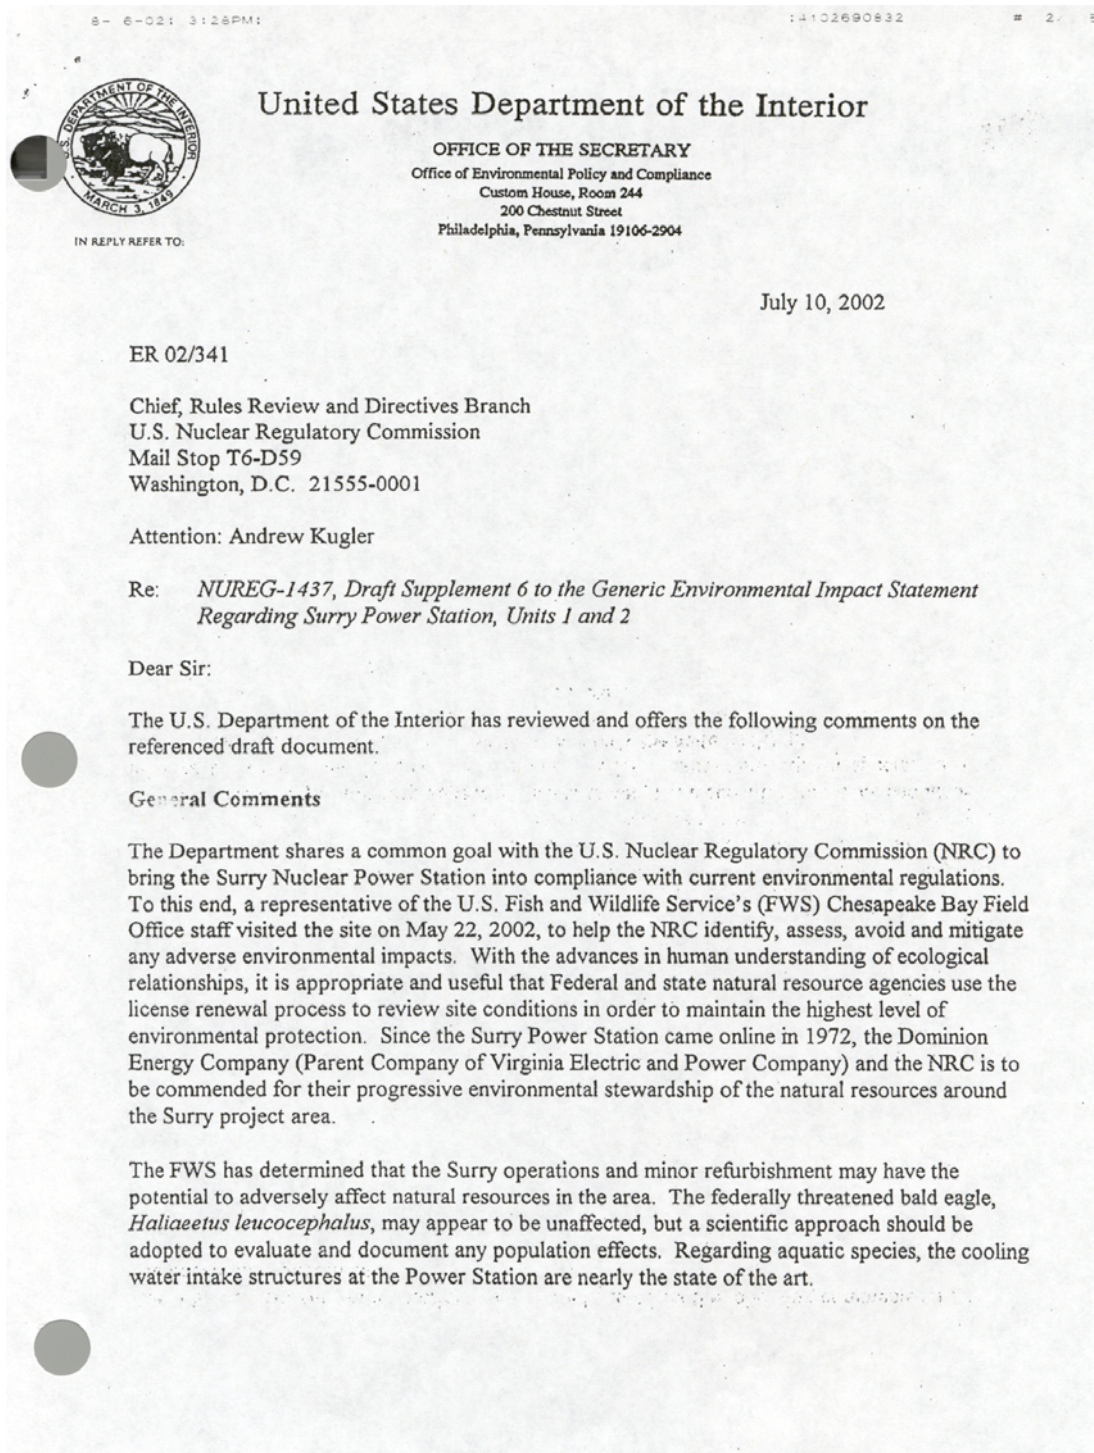 8- 6-02; 3:28PM; ;4102690832 # 2/
United States Department of the Interior
U.S. DEPARTMENT OF THE INTERIOR
MARCH 3, 1849
OFFICE OF THE SECRETARY
Office of Environmental Policy and Compliance
Custom House, Room 244
200 Chestnut Street
Philadelphia, Pennsylvania 19106-2904
IN REPLY REFER TO:
July 10, 2002
ER 02/341
Chief, Rules Review and Directives Branch
U.S. Nuclear Regulatory Commission
Mail Stop T6-D59
Washington, D.C. 21555-0001
Attention: Andrew Kugler
Re: NUREG-1437, Draft Supplement 6 to the Generic Environmental Impact Statement
Regarding Surry Power Station, Units 1 and 2
Dear Sir:
The U.S. Department of the Interior has reviewed and offers the following comments on the
referenced draft document.
General Comments
The Department shares a common goal with the U.S. Nuclear Regulatory Commission (NRC) to
bring the Surry Nuclear Power Station into compliance with current environmental regulations.
To this end, a representative of the U.S. Fish and Wildlife Service's (FWS) Chesapeake Bay Field
Office staff visited the site on May 22, 2002, to help the NRC identify, assess, avoid and mitigate
any adverse environmental impacts. With the advances in human understanding of ecological
relationships, it is appropriate and useful that Federal and state natural resource agencies use the
license renewal process to review site conditions in order to maintain the highest level of
environmental protection. Since the Surry Power Station came online in 1972, the Dominion
Energy Company (Parent Company of Virginia Electric and Power Company) and the NRC is to
be commended for their progressive environmental stewardship of the natural resources around
the Surry project area.
The FWS has determined that the Surry operations and minor refurbishment may have the
potential to adversely affect natural resources in the area. The federally threatened bald eagle,
Haliaeetus leucocephalus, may appear to be unaffected, but a scientific approach should be
adopted to evaluate and document any population effects. Regarding aquatic species, the cooling
water intake structures at the Power Station are nearly the state of the art.